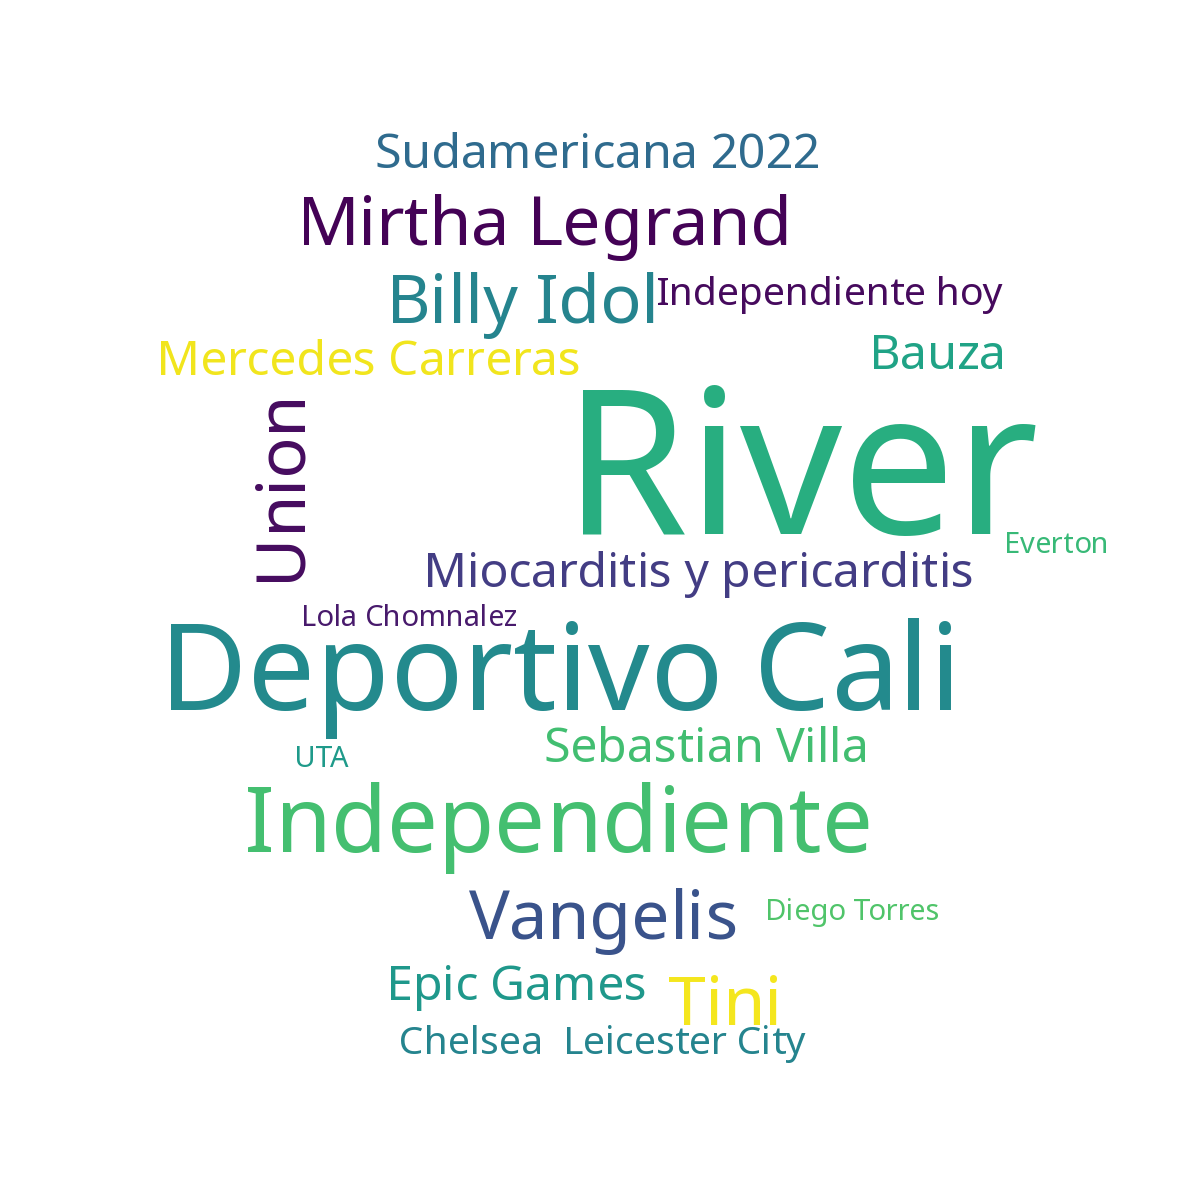 Sudamericana 2022
Mirtha Legrand
Billy Idol
Independiente hoy
Mercedes Carreras
Bauza
River
Union
Everton
Miocarditis y pericarditis
Lola Chomnalez
Deportivo Cali
Sebastian Villa
UTA
Independiente
Vangelis
Diego Torres
Epic Games
Tini
Chelsea  Leicester City